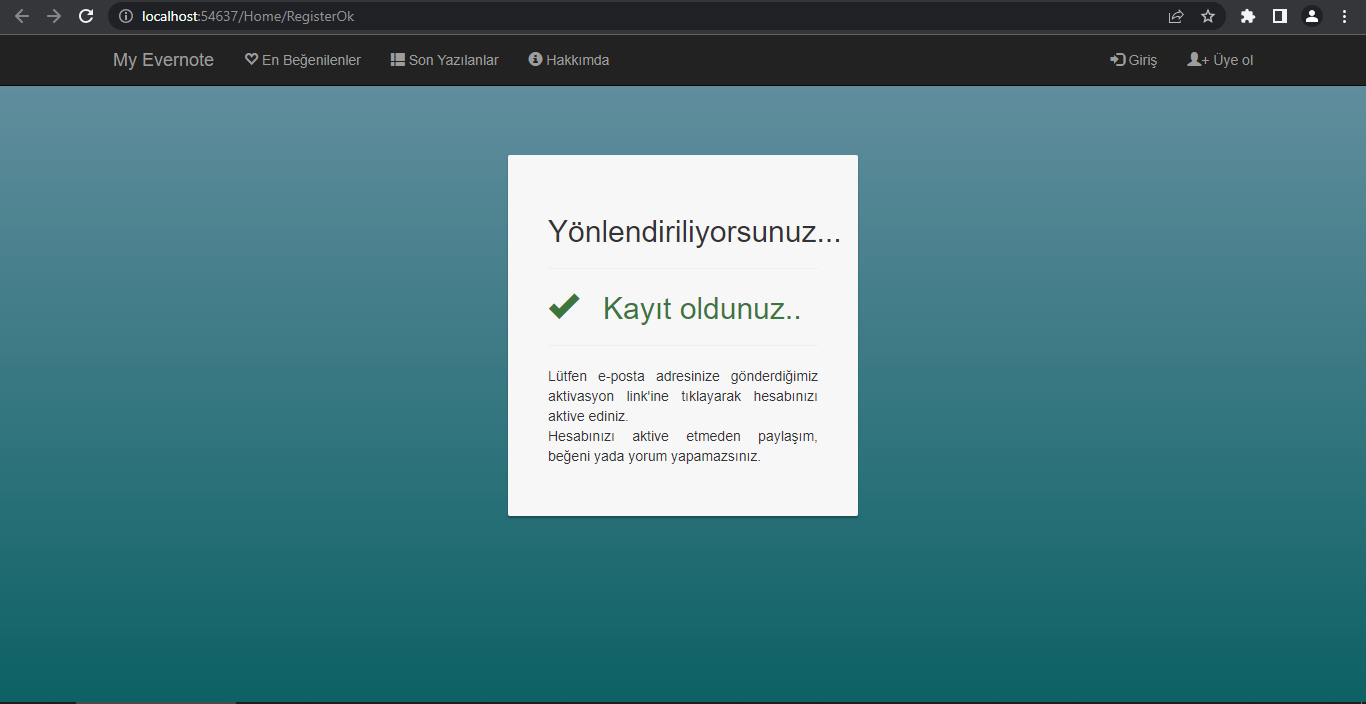 localhost:54637/Home/RegisterOk
My Evernote En Beğenilenler Son Yazılanlar Hakkımda Giriş + Üye ol
Yönlendiriliyorsunuz...
Kayıt oldunuz..
Lütfen e-posta adresinize gönderdiğimiz
aktivasyon link'ine tıklayarak hesabınızı
aktive ediniz.
Hesabınızı aktive etmeden paylaşım,
beğeni yada yorum yapamazsınız.